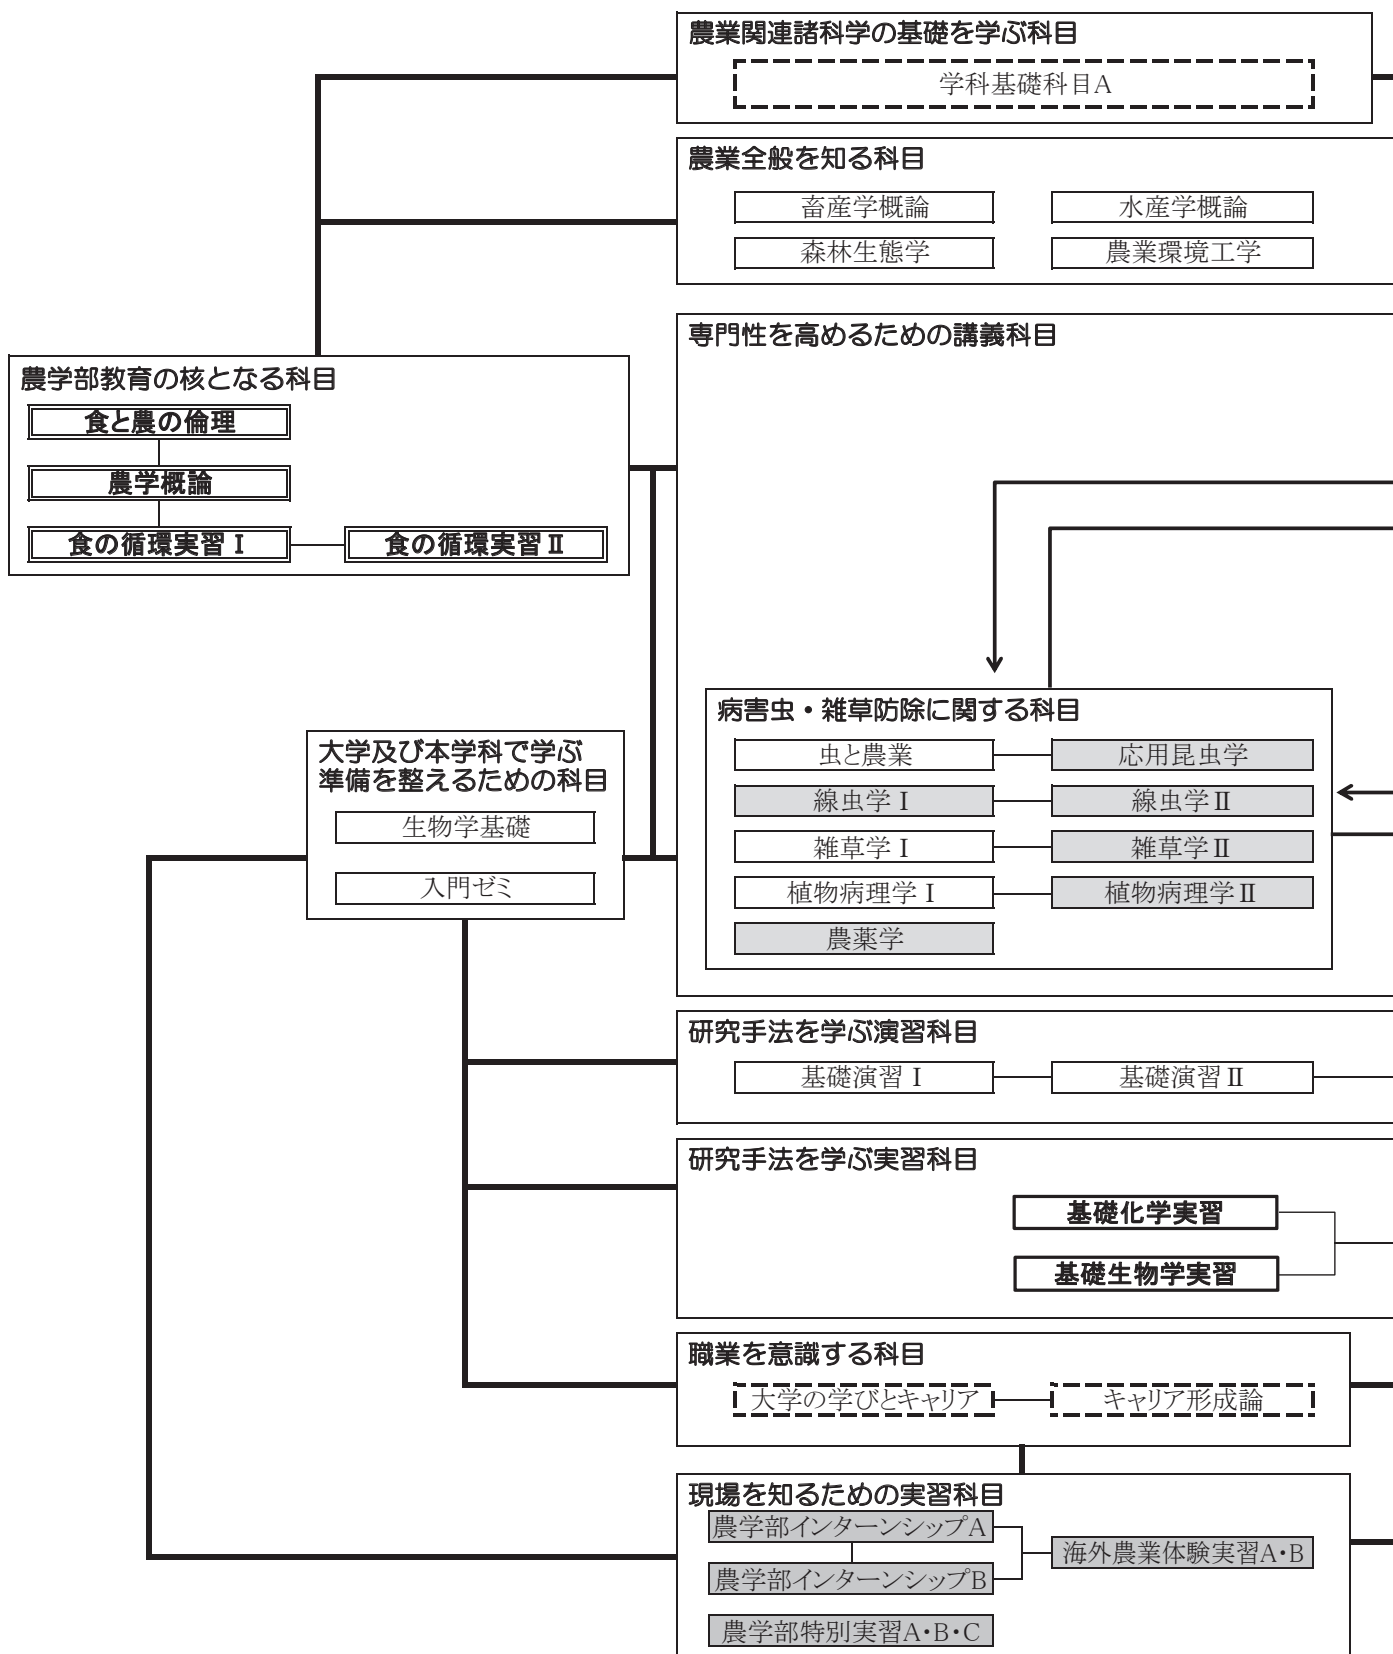 農業関連諸科学の基礎を学ぶ科目
学科基礎科目A
農業全般を知る科目
畜産学概論
水産学概論
森林生態学
農業環境工学
専門性を高めるための講義科目
農学部教育の核となる科目
食と農の倫理
農学概論
食の循環実習Ⅰ
食の循環実習Ⅱ
病害虫・雑草防除に関する科目
虫と農業
応用昆虫学
線虫学Ⅰ
線虫学Ⅱ
雑草学Ⅰ
雑草学Ⅱ
植物病理学Ⅰ
植物病理学Ⅱ
農薬学
大学及び本学科で学ぶ
準備を整えるための科目
生物学基礎
入門ゼミ
研究手法を学ぶ演習科目
基礎演習Ⅰ
基礎演習Ⅱ
研究手法を学ぶ実習科目
基礎化学実習
基礎生物学実習
職業を意識する科目
大学の学びとキャリア
キャリア形成論
現場を知るための実習科目
農学部インターンシップA
農学部インターンシップB
海外農業体験実習A・B
農学部特別実習A・B・C